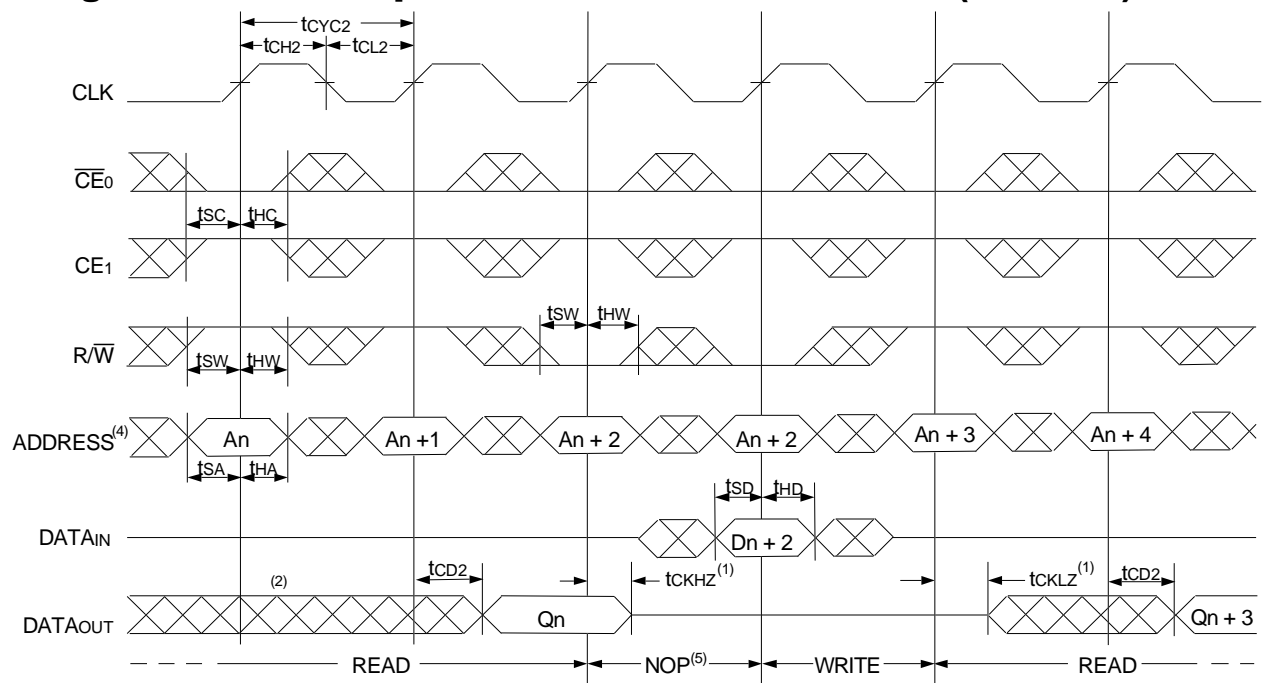 tCYC2
tCH2 tCL2
CLK
CE0
tSC tHC
CE1
tSW tHW
R/W
tSW tHW
ADDRESS(4) An An +1 An + 2 An + 2 An + 3 An + 4
tSA tHA
tSD tHD
DATAIN Dn + 2
tCD2 tCKHZ(1) tCKLZ(1) tCD2
(2)
DATAOUT Qn Qn + 3
READ NOP(5) WRITE READ